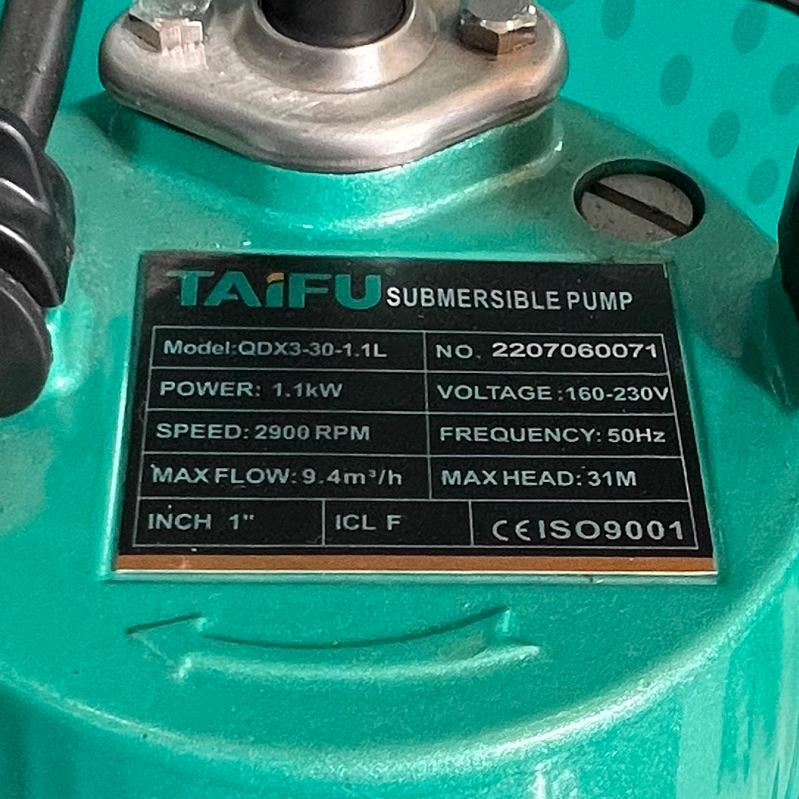 TAiFU SUBMERSIBLE PUMP
Model:QDX3-30-1.1L NO. 2207060071
POWER: 1.1kW VOLTAGE:160-230V
SPEED: 2900 RPM FREQUENCY: 50Hz
MAX FLOW: 9.4m³/h MAX HEAD: 31M
INCH 1" ICL F CE ISO9001